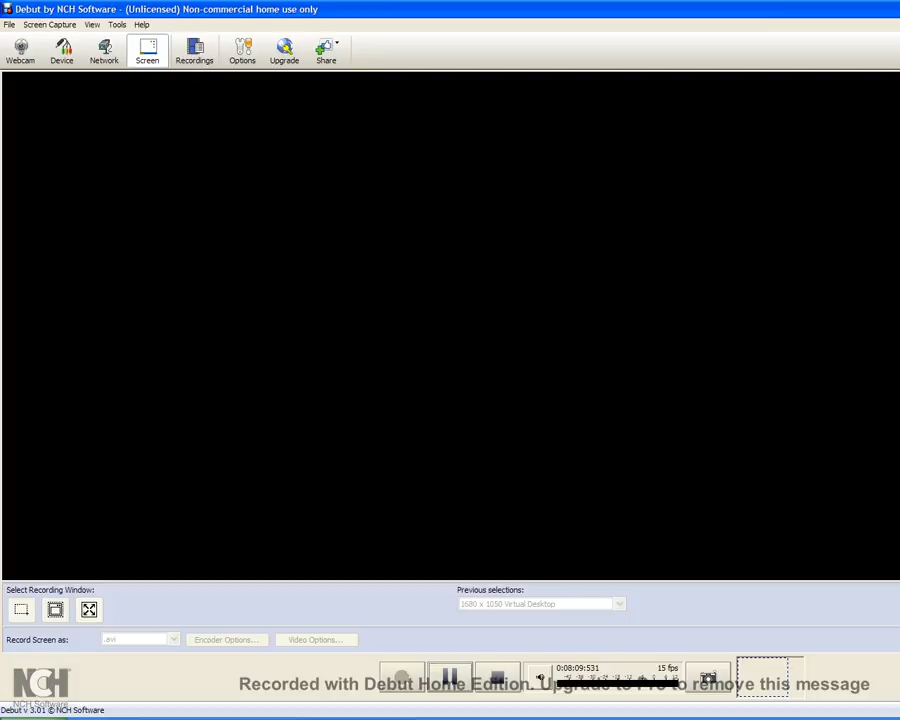 Debut by NCH Software - (Unlicensed) Non-commercial home use only
File Screen Capture View Tools Help
Webcam Device Network Screen Recordings Options Upgrade Share
Select Recording Window:
Previous selections:
1680 x 1050 Virtual Desktop
Record Screen as: .avi Encoder Options... Video Options...
0:08:09:531 15 fps
Recorded with Debut Home Edition. Upgrade to Pro to remove this message
NCH
NCH Software
Debut v 3.01 © NCH Software